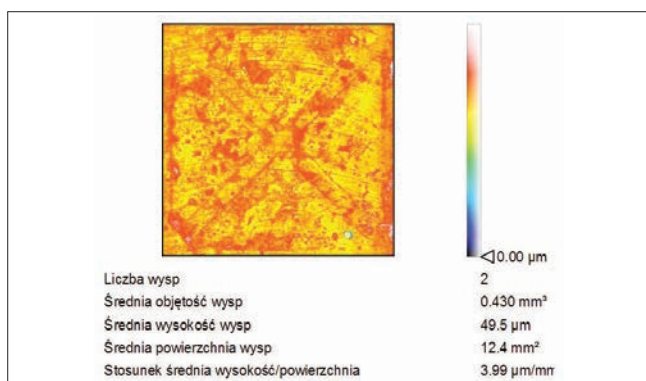 0.00 µm
Liczba wysp 2
Średnia objętość wysp 0.430 mm³
Średnia wysokość wysp 49.5 µm
Średnia powierzchnia wysp 12.4 mm²
Stosunek średnia wysokość/powierzchnia 3.99 µm/mm